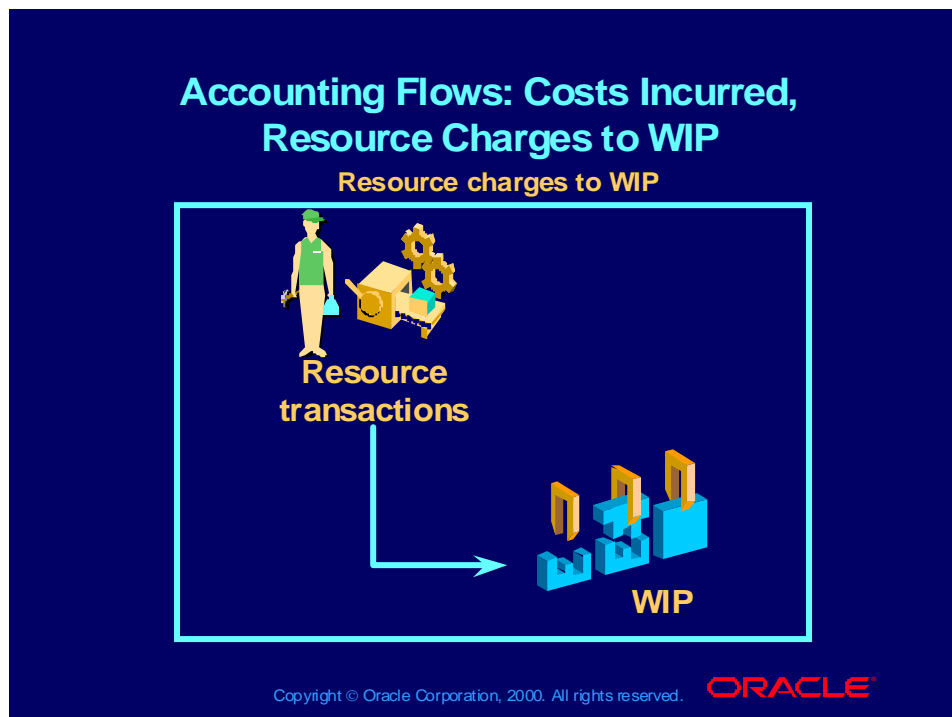 Accounting Flows: Costs Incurred,
Resource Charges to WIP
Resource charges to WIP
Resource
transactions
WIP
Copyright © Oracle Corporation, 2000. All rights reserved.
ORACLE®